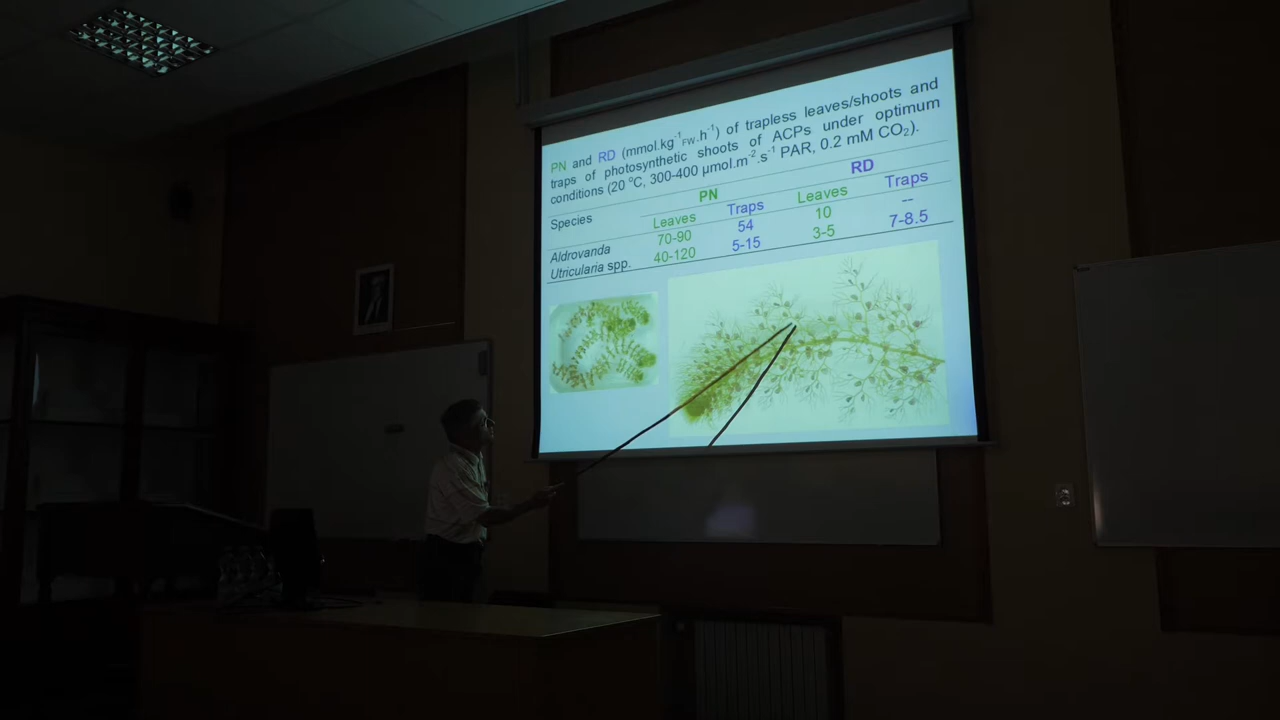 PN and RD (mmol.kg⁻¹FW.h⁻¹) of trapless leaves/shoots and
traps of photosynthetic shoots of ACPs under optimum
conditions (20 °C, 300-400 µmol.m⁻².s⁻¹ PAR, 0.2 mM CO₂).
PN RD
Species Leaves Traps Leaves Traps
Aldrovanda 70-90 54 10 --
Utricularia spp. 40-120 5-15 3-5 7-8.5